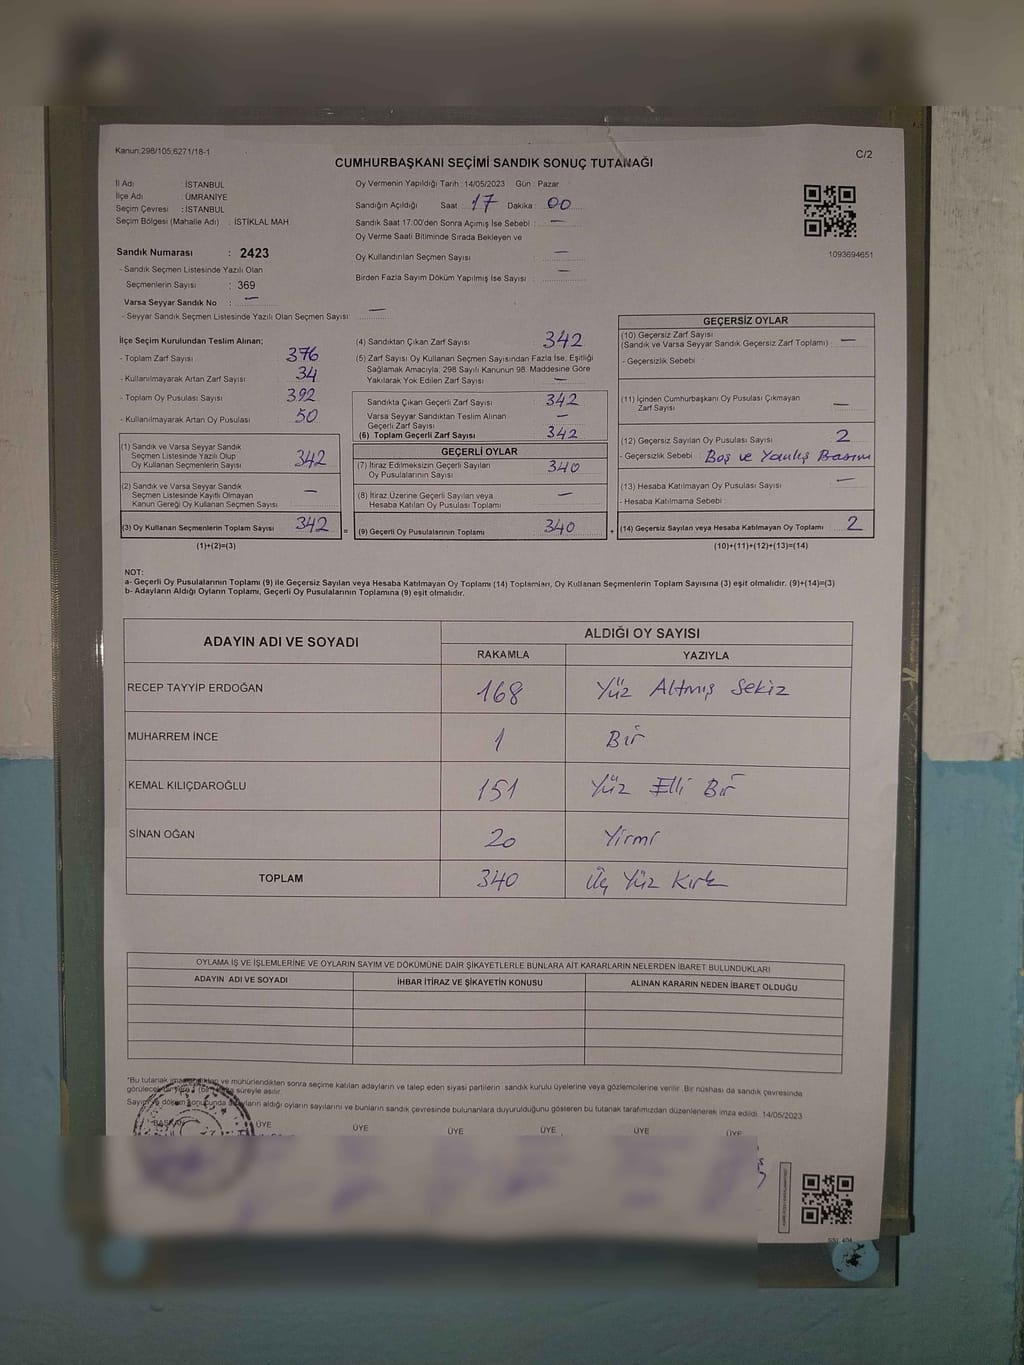 Kanun:298/105;6271/18-1
C/2
CUMHURBAŞKANI SEÇİMİ SANDIK SONUÇ TUTANAĞI
İl Adı : İSTANBUL
İlçe Adı : ÜMRANİYE
Seçim Çevresi : İSTANBUL
Seçim Bölgesi (Mahalle Adı) : İSTİKLAL MAH.
Oy Vermenin Yapıldığı Tarih : 14/05/2023 Gün : Pazar
Sandığın Açıldığı Saat : 17 Dakika : 00
Sandık Saat 17:00'den Sonra Açımış İse Sebebi : —
Oy Verme Saati Bitiminde Sırada Bekleyen ve
Oy Kullandırılan Seçmen Sayısı : —
Birden Fazla Sayım Döküm Yapılmış İse Sayısı : —
1093694651
Sandık Numarası : 2423
- Sandık Seçmen Listesinde Yazılı Olan
Seçmenlerin Sayısı : 369
Varsa Seyyar Sandık No : —
- Seyyar Sandık Seçmen Listesinde Yazılı Olan Seçmen Sayısı: —
İlçe Seçim Kurulundan Teslim Alınan;
- Toplam Zarf Sayısı 376
- Kullanılmayarak Artan Zarf Sayısı 34
- Toplam Oy Pusulası Sayısı 392
- Kullanılmayarak Artan Oy Pusulası 50
(1) Sandık ve Varsa Seyyar Sandık
Seçmen Listesinde Yazılı Olup
Oy Kullanan Seçmenlerin Sayısı 342
(2) Sandık ve Varsa Seyyar Sandık
Seçmen Listesinde Kayıtlı Olmayan
Kanun Gereği Oy Kullanan Seçmen Sayısı —
(3) Oy Kullanan Seçmenlerin Toplam Sayısı 342 =
(1)+(2)=(3)
(4) Sandıktan Çıkan Zarf Sayısı 342
(5) Zarf Sayısı Oy Kullanan Seçmen Sayısından Fazla İse, Eşitliği
Sağlamak Amacıyla, 298 Sayılı Kanunun 98. Maddesine Göre
Yakılarak Yok Edilen Zarf Sayısı —
Sandıkta Çıkan Geçerli Zarf Sayısı 342
Varsa Seyyar Sandıktan Teslim Alınan
Geçerli Zarf Sayısı —
(6) Toplam Geçerli Zarf Sayısı 342
GEÇERLİ OYLAR
(7) İtiraz Edilmeksizin Geçerli Sayılan
Oy Pusulalarının Sayısı 340
(8) İtiraz Üzerine Geçerli Sayılan veya
Hesaba Katılan Oy Pusulası Toplamı —
(9) Geçerli Oy Pusulalarının Toplamı 340 +
GEÇERSİZ OYLAR
(10) Geçersiz Zarf Sayısı
(Sandık ve Varsa Seyyar Sandık Geçersiz Zarf Toplamı) : —
- Geçersizlik Sebebi :
(11) İçinden Cumhurbaşkanı Oy Pusulası Çıkmayan
Zarf Sayısı —
(12) Geçersiz Sayılan Oy Pusulası Sayısı 2
- Geçersizlik Sebebi : Boş ve Yanlış Basım
(13) Hesaba Katılmayan Oy Pusulası Sayısı —
- Hesaba Katılmama Sebebi :
(14) Geçersiz Sayılan veya Hesaba Katılmayan Oy Toplamı 2
(10)+(11)+(12)+(13)=(14)
NOT:
a- Geçerli Oy Pusulalarının Toplamı (9) ile Geçersiz Sayılan veya Hesaba Katılmayan Oy Toplamı (14) Toplamları, Oy Kullanan Seçmenlerin Toplam Sayısına (3) eşit olmalıdır. (9)+(14)=(3)
b- Adayların Aldığı Oyların Toplamı, Geçerli Oy Pusulalarının Toplamına (9) eşit olmalıdır.
ADAYIN ADI VE SOYADI
ALDIĞI OY SAYISI
RAKAMLA YAZIYLA
RECEP TAYYİP ERDOĞAN 168 Yüz Altmış Sekiz
MUHARREM İNCE 1 Bir
KEMAL KILIÇDAROĞLU 151 Yüz Elli Bir
SİNAN OĞAN 20 Yirmi
TOPLAM 340 Üç Yüz Kırk
OYLAMA İŞ VE İŞLEMLERİNE VE OYLARIN SAYIM VE DÖKÜMÜNE DAİR ŞİKAYETLERLE BUNLARA AİT KARARLARIN NELERDEN İBARET BULUNDUKLARI
ADAYIN ADI VE SOYADI İHBAR İTİRAZ VE ŞİKAYETİN KONUSU ALINAN KARARIN NEDEN İBARET OLDUĞU
*Bu tutanak ve mühürlendikten sonra seçime katılan adayların ve talep eden siyasi partilerin sandık kurulu üyelerine veya gözlemcilerine verilir. Bir nüshası da sandık çevresinde
süreyle asılır.
aldığı oyların sayılarını ve bunların sandık çevresinde bulunanlara duyurulduğunu gösteren bu tutanak tarafımızdan düzenlenerek imza edildi. 14/05/2023
BAŞKAN ÜYE ÜYE ÜYE ÜYE ÜYE ÜYE